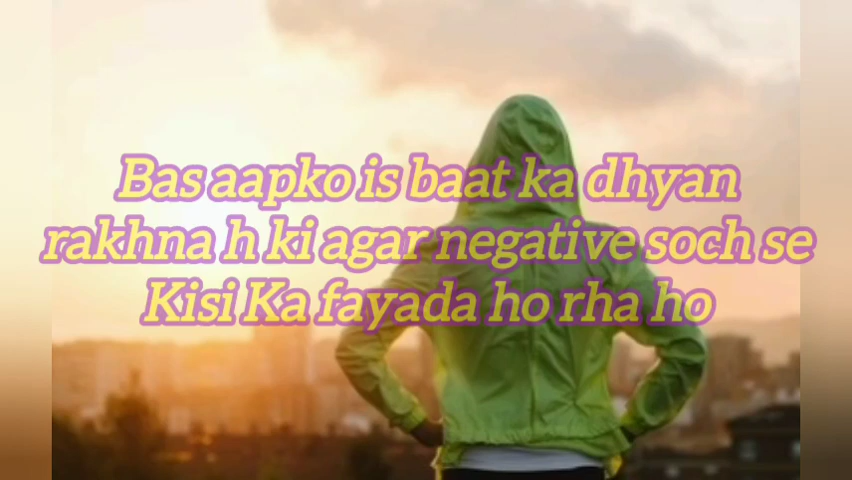 Bas aapko is baat ka dhyan
rakhna h ki agar negative soch se
Kisi Ka fayada ho rha ho